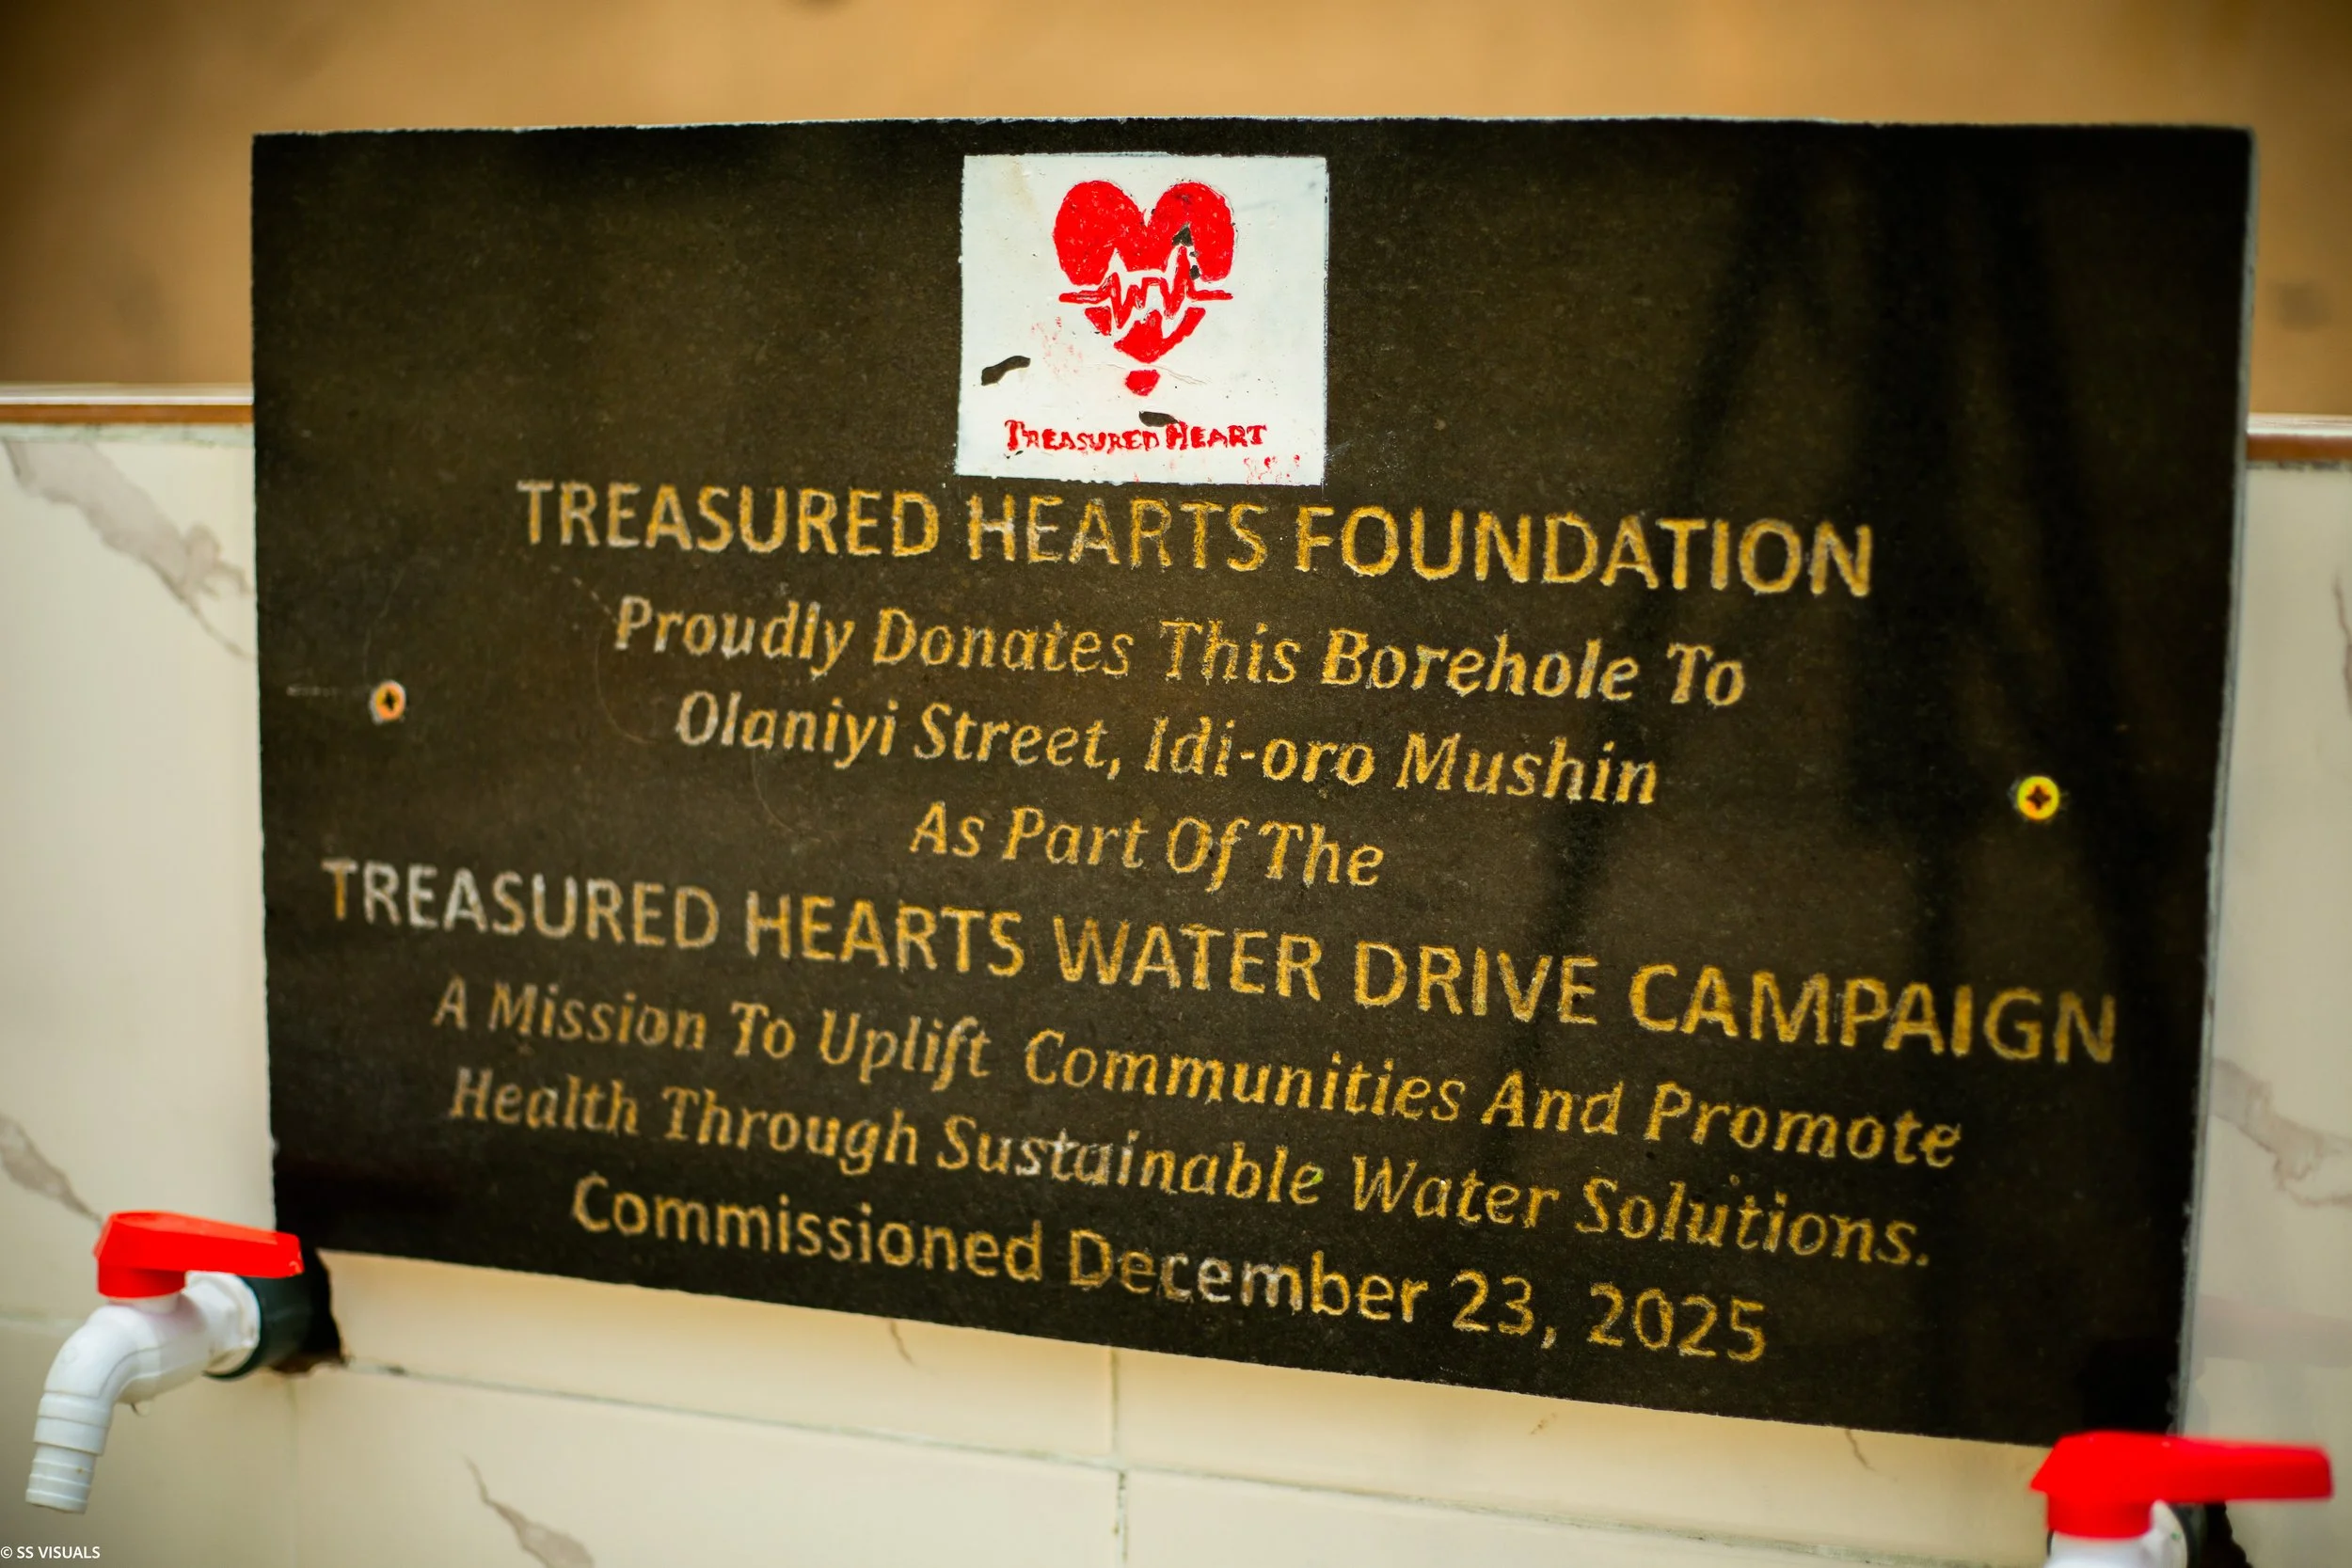 TREASURED HEART
TREASURED HEARTS FOUNDATION
Proudly Donates This Borehole To
Olaniyi Street, Idi-oro Mushin
As Part Of The
TREASURED HEARTS WATER DRIVE CAMPAIGN
A Mission To Uplift Communities And Promote
Health Through Sustainable Water Solutions.
Commissioned December 23, 2025
© SS VISUALS